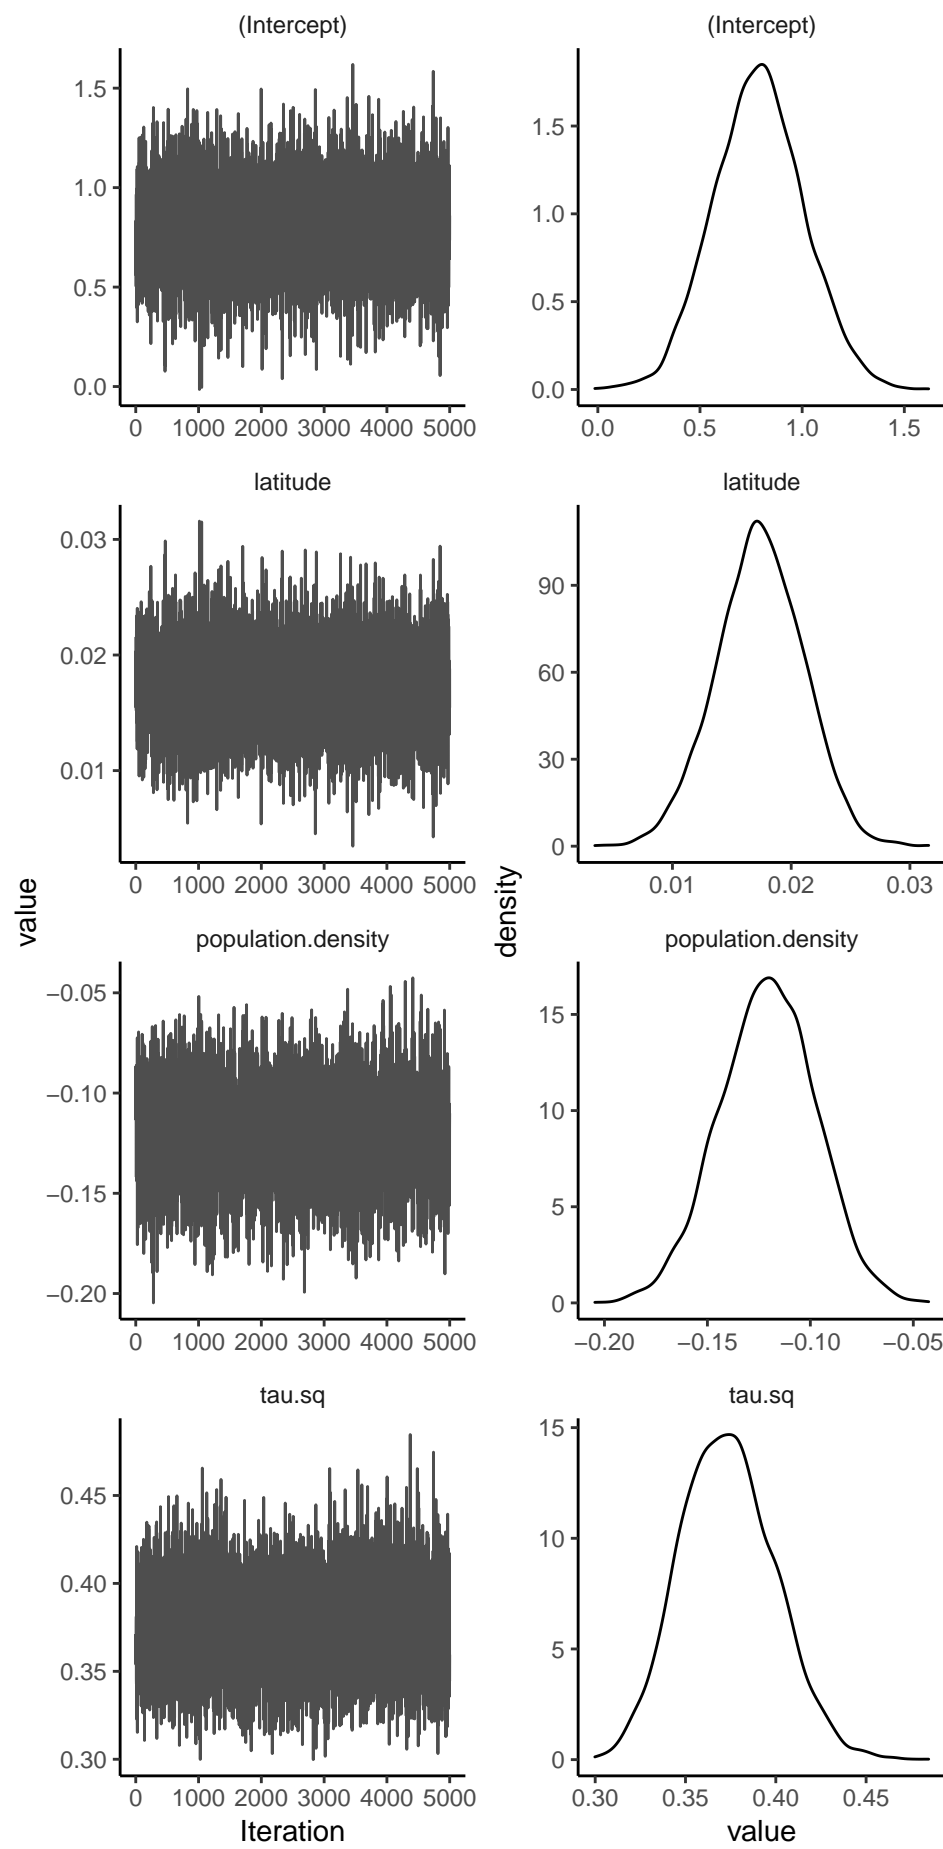 (Intercept) (Intercept)
1.5
1.0
0.5
0.0
0 1000 2000 3000 4000 5000
1.5
1.0
0.5
0.0
0.0 0.5 1.0 1.5
latitude latitude
0.03
0.02
0.01
0 1000 2000 3000 4000 5000
90
60
30
0
0.01 0.02 0.03
value
density
population.density population.density
−0.05
−0.10
−0.15
−0.20
0 1000 2000 3000 4000 5000
15
10
5
0
−0.20 −0.15 −0.10 −0.05
tau.sq tau.sq
0.45
0.40
0.35
0.30
0 1000 2000 3000 4000 5000
15
10
5
0
0.30 0.35 0.40 0.45
Iteration value